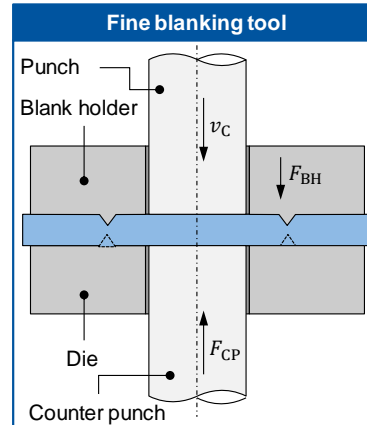 Fine blanking tool
Punch
Blank holder
v_C
F_BH
Die
F_CP
Counter punch